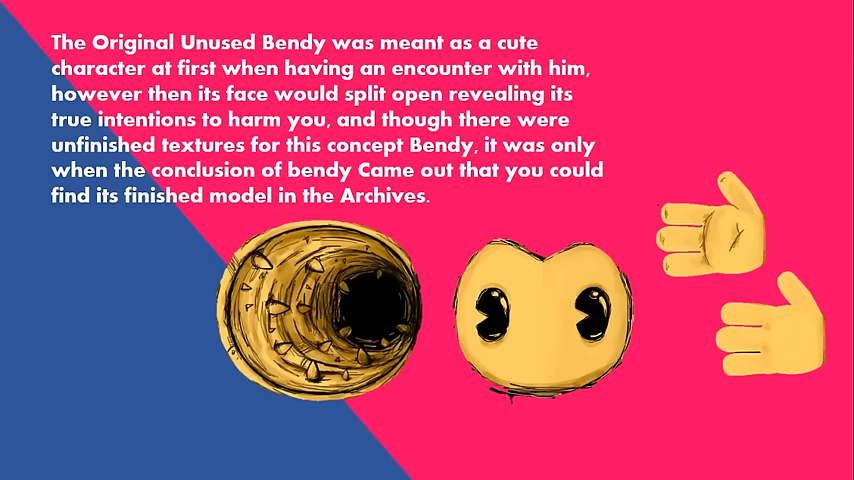 The Original Unused Bendy was meant as a cute
character at first when having an encounter with him,
however then its face would split open revealing its
true intentions to harm you, and though there were
unfinished textures for this concept Bendy, it was only
when the conclusion of bendy Came out that you could
find its finished model in the Archives.